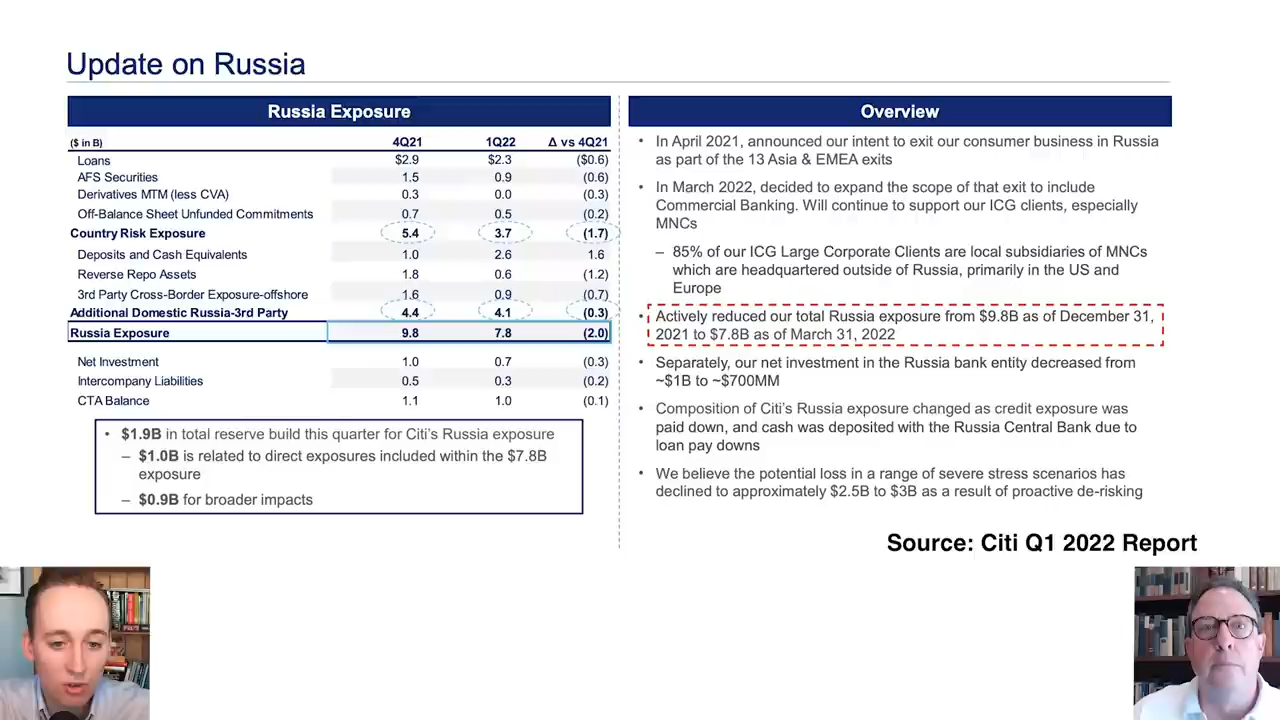 Update on Russia
Russia Exposure
($ in B) 4Q21 1Q22 Δ vs 4Q21
Loans $2.9 $2.3 ($0.6)
AFS Securities 1.5 0.9 (0.6)
Derivatives MTM (less CVA) 0.3 0.0 (0.3)
Off-Balance Sheet Unfunded Commitments 0.7 0.5 (0.2)
Country Risk Exposure 5.4 3.7 (1.7)
Deposits and Cash Equivalents 1.0 2.6 1.6
Reverse Repo Assets 1.8 0.6 (1.2)
3rd Party Cross-Border Exposure-offshore 1.6 0.9 (0.7)
Additional Domestic Russia-3rd Party 4.4 4.1 (0.3)
Russia Exposure 9.8 7.8 (2.0)
Net Investment 1.0 0.7 (0.3)
Intercompany Liabilities 0.5 0.3 (0.2)
CTA Balance 1.1 1.0 (0.1)
• $1.9B in total reserve build this quarter for Citi's Russia exposure
– $1.0B is related to direct exposures included within the $7.8B
exposure
– $0.9B for broader impacts
Overview
• In April 2021, announced our intent to exit our consumer business in Russia
as part of the 13 Asia & EMEA exits
• In March 2022, decided to expand the scope of that exit to include
Commercial Banking. Will continue to support our ICG clients, especially
MNCs
– 85% of our ICG Large Corporate Clients are local subsidiaries of MNCs
which are headquartered outside of Russia, primarily in the US and
Europe
• Actively reduced our total Russia exposure from $9.8B as of December 31,
2021 to $7.8B as of March 31, 2022
• Separately, our net investment in the Russia bank entity decreased from
~$1B to ~$700MM
• Composition of Citi's Russia exposure changed as credit exposure was
paid down, and cash was deposited with the Russia Central Bank due to
loan pay downs
• We believe the potential loss in a range of severe stress scenarios has
declined to approximately $2.5B to $3B as a result of proactive de-risking
Source: Citi Q1 2022 Report